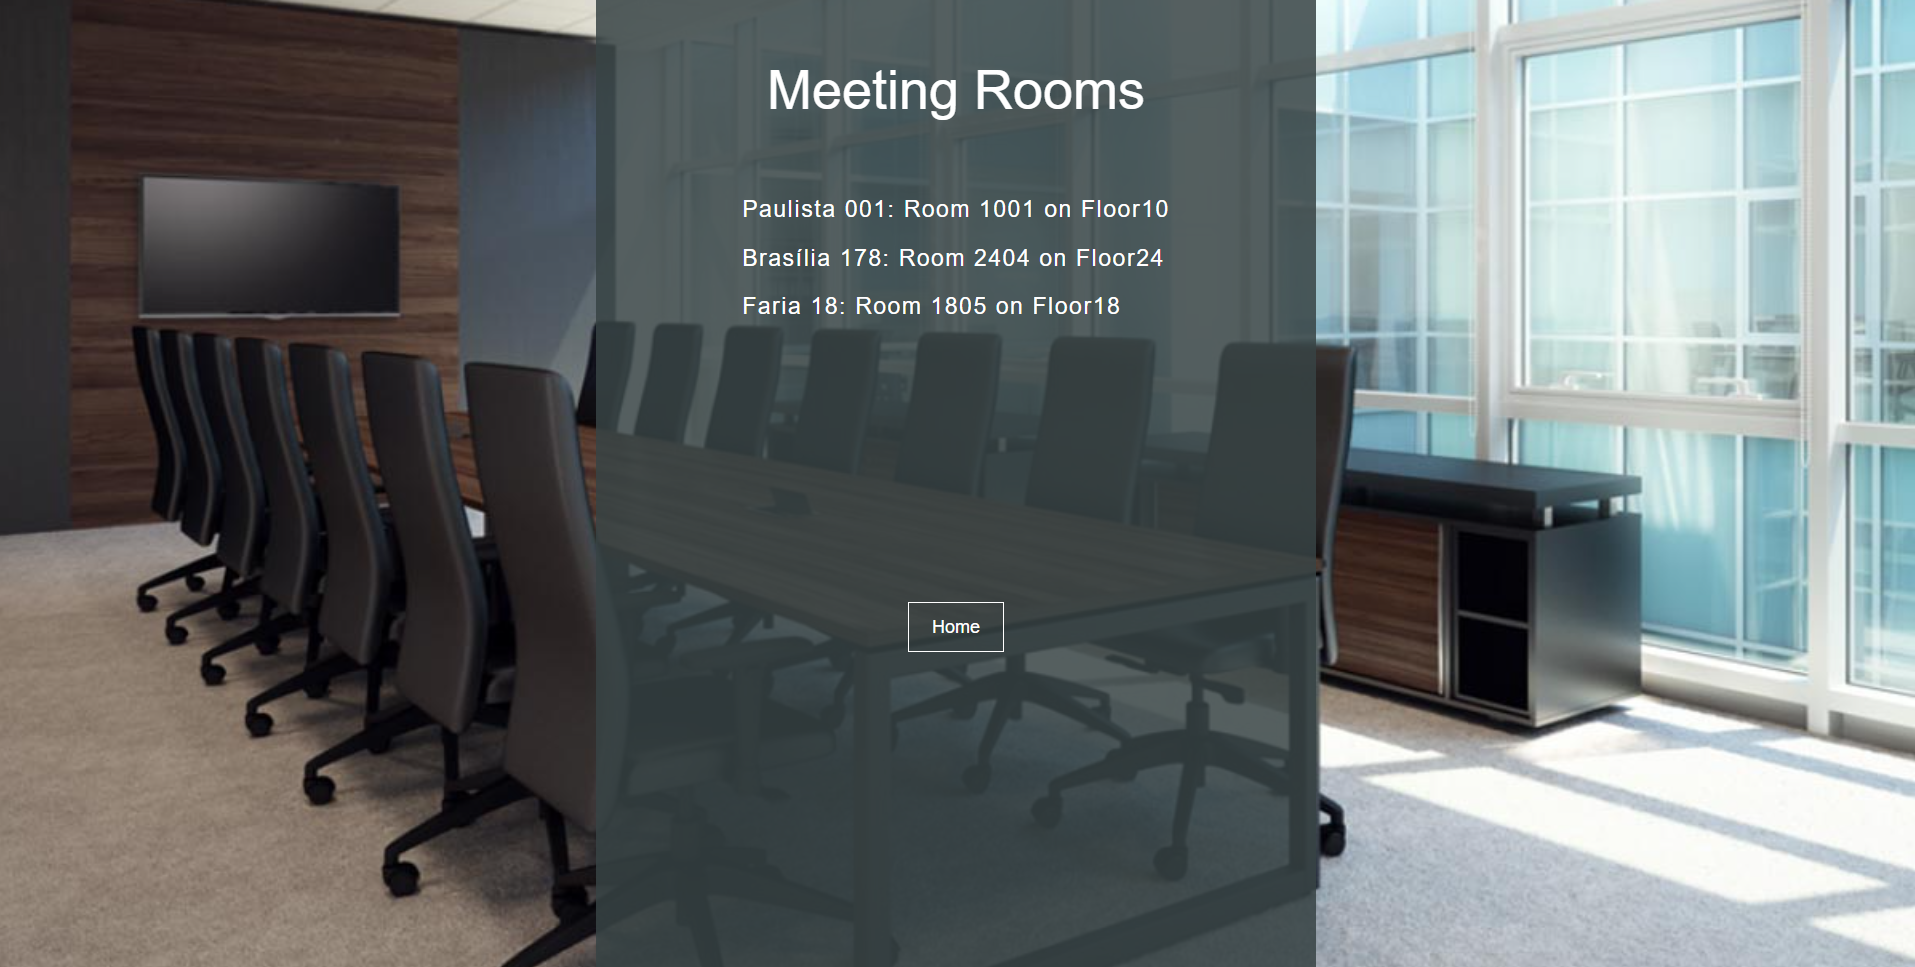 Meeting Rooms
Paulista 001: Room 1001 on Floor10
Brasília 178: Room 2404 on Floor24
Faria 18: Room 1805 on Floor18
Home